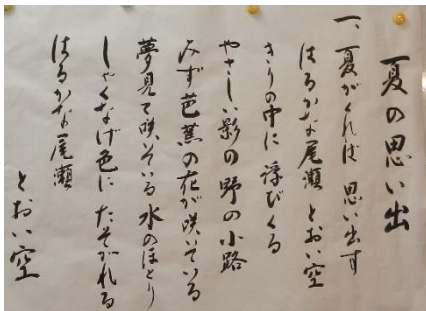 夏の思い出
一、夏がくれば 思い出す
はるかな尾瀬 とおい空
きりの中に 浮びくる
やさしい影の 野の小路
みず芭蕉の花が 咲いている
夢見て咲いている 水のほとり
しゃくなげ色に たそがれる
はるかな尾瀬
とおい空